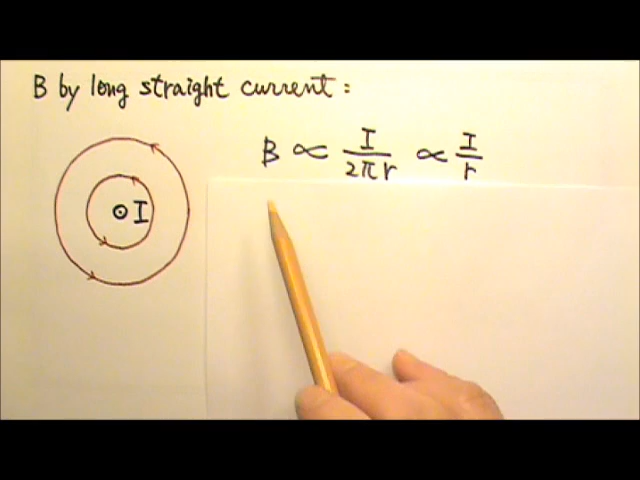 B by long straight current :
B ∝ I/2πr ∝ I/r
⊙ I